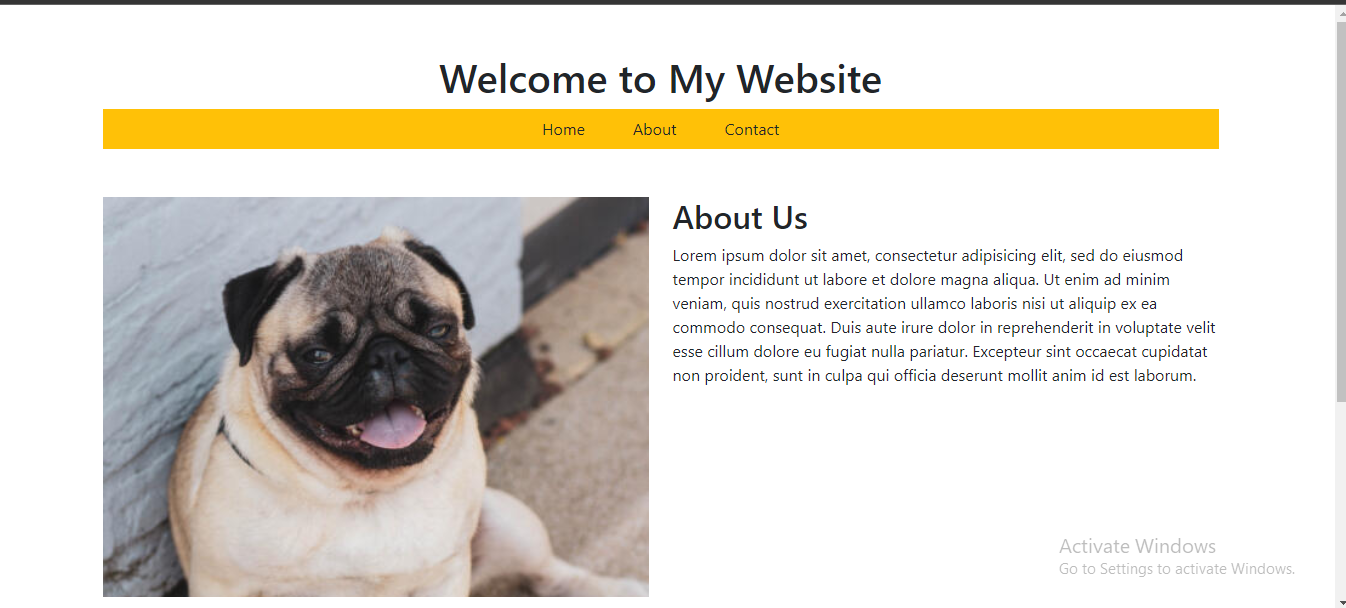 Welcome to My Website
Home About Contact
About Us
Lorem ipsum dolor sit amet, consectetur adipisicing elit, sed do eiusmod
tempor incididunt ut labore et dolore magna aliqua. Ut enim ad minim
veniam, quis nostrud exercitation ullamco laboris nisi ut aliquip ex ea
commodo consequat. Duis aute irure dolor in reprehenderit in voluptate velit
esse cillum dolore eu fugiat nulla pariatur. Excepteur sint occaecat cupidatat
non proident, sunt in culpa qui officia deserunt mollit anim id est laborum.
Activate Windows
Go to Settings to activate Windows.